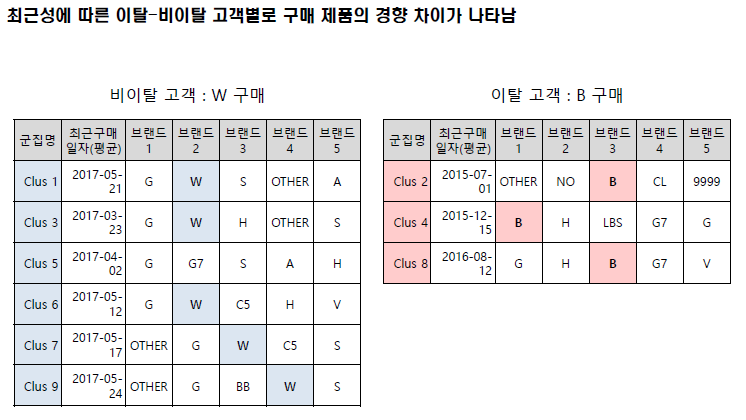 최근성에 따른 이탈-비이탈 고객별로 구매 제품의 경향 차이가 나타남
비이탈 고객 : W 구매
군집명 최근구매 일자(평균) 브랜드 1 브랜드 2 브랜드 3 브랜드 4 브랜드 5
Clus 1 2017-05-21 G W S OTHER A
Clus 3 2017-03-23 G W H OTHER S
Clus 5 2017-04-02 G G7 S A H
Clus 6 2017-05-12 G W C5 H V
Clus 7 2017-05-17 OTHER G W C5 S
Clus 9 2017-05-24 OTHER G BB W S
이탈 고객 : B 구매
군집명 최근구매 일자(평균) 브랜드 1 브랜드 2 브랜드 3 브랜드 4 브랜드 5
Clus 2 2015-07-01 OTHER NO B CL 9999
Clus 4 2015-12-15 B H LBS G7 G
Clus 8 2016-08-12 G H B G7 V